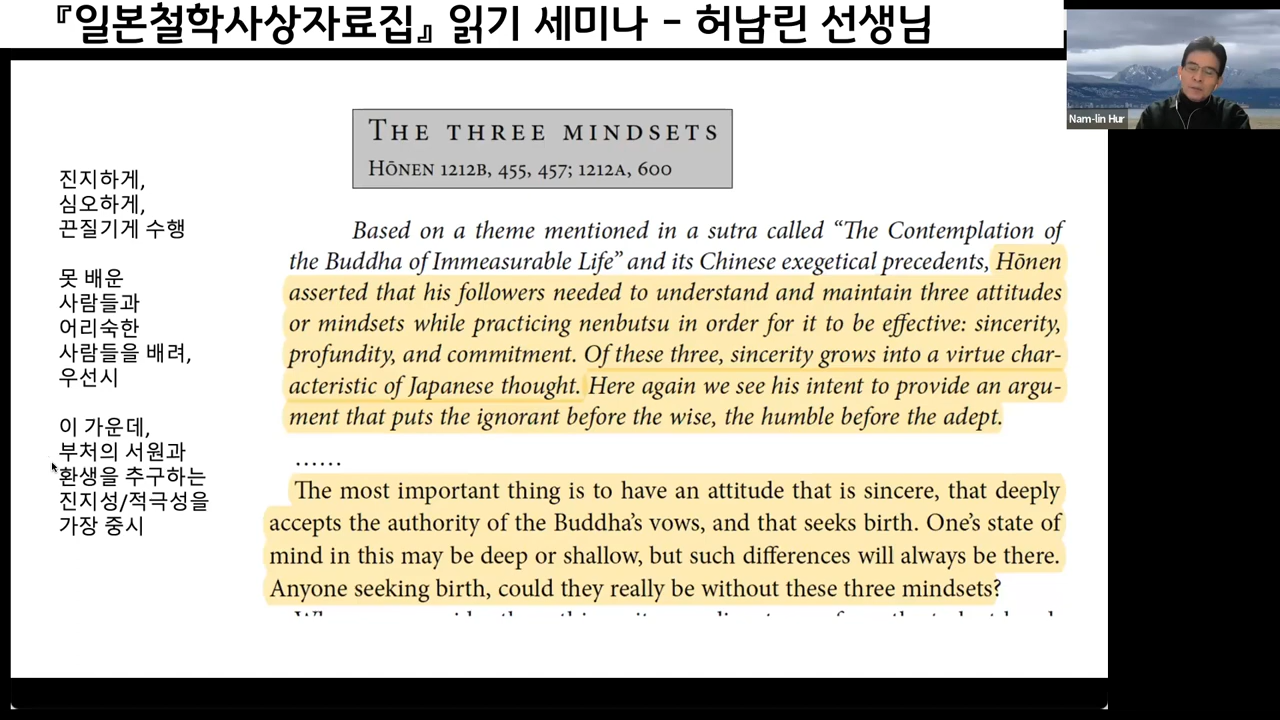 『일본철학사상자료집』 읽기 세미나 - 허남린 선생님
Nam-lin Hur
THE THREE MINDSETS
HŌNEN 1212B, 455, 457; 1212A, 600
진지하게,
심오하게,
끈질기게 수행
못 배운
사람들과
어리숙한
사람들을 배려,
우선시
이 가운데,
부처의 서원과
환생을 추구하는
진지성/적극성을
가장 중시
Based on a theme mentioned in a sutra called “The Contemplation of
the Buddha of Immeasurable Life” and its Chinese exegetical precedents, Hōnen
asserted that his followers needed to understand and maintain three attitudes
or mindsets while practicing nenbutsu in order for it to be effective: sincerity,
profundity, and commitment. Of these three, sincerity grows into a virtue char-
acteristic of Japanese thought. Here again we see his intent to provide an argu-
ment that puts the ignorant before the wise, the humble before the adept.
......
The most important thing is to have an attitude that is sincere, that deeply
accepts the authority of the Buddha’s vows, and that seeks birth. One’s state of
mind in this may be deep or shallow, but such differences will always be there.
Anyone seeking birth, could they really be without these three mindsets?